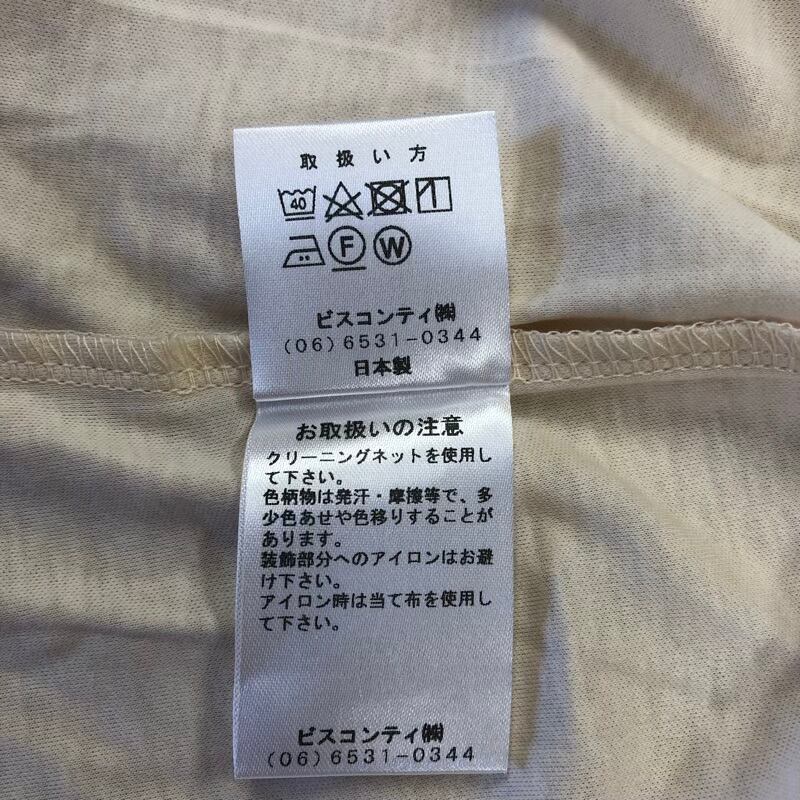 取扱い方
40
F W
ビスコンティ㈱
(06)6531-0344
日本製
お取扱いの注意
クリーニングネットを使用し
て下さい。
色柄物は発汗・摩擦等で、多
少色あせや色移りすることが
あります。
装飾部分へのアイロンはお避
け下さい。
アイロン時は当て布を使用し
て下さい。
ビスコンティ㈱
(06)6531-0344